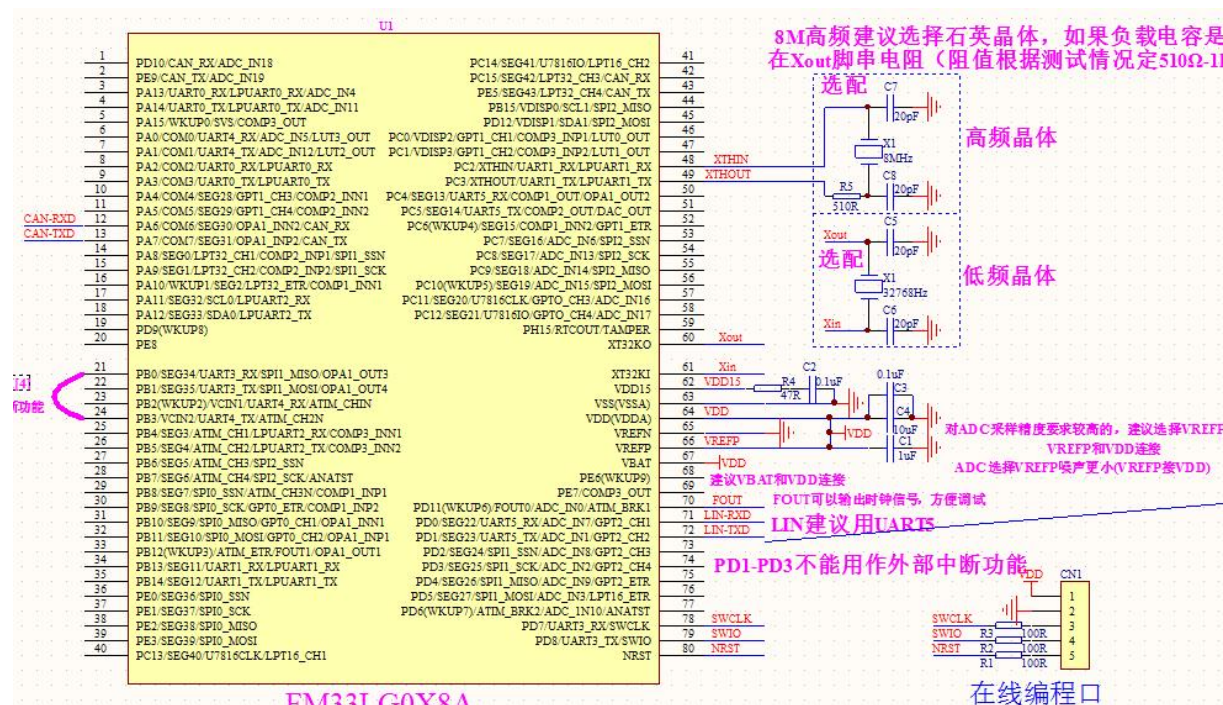 U1
1 PD10/CAN_RX/ADC_IN18
2 PE9/CAN_TX/ADC_IN19
3 PA13/UART0_RX/LPUART0_RX/ADC_IN4
4 PA14/UART0_TX/LPUART0_TX/ADC_IN11
5 PA15/WKUP0/SVS/COMP3_OUT
6 PA0/COM0/UART4_RX/ADC_IN5/LUT3_OUT
7 PA1/COM1/UART4_TX/ADC_IN12/LUT2_OUT
8 PA2/COM2/UART0_RX/LPUART0_RX
9 PA3/COM3/UART0_TX/LPUART0_TX
10 PA4/COM4/SEG28/GPT1_CH3/COMP2_INN1
11 PA5/COM5/SEG29/GPT1_CH4/COMP2_INN2
CAN-RXD 12 PA6/COM6/SEG30/OPA1_INN2/CAN_RX
CAN-TXD 13 PA7/COM7/SEG31/OPA1_INP2/CAN_TX
14 PA8/SEG0/LPT32_CH1/COMP2_INP1/SPI1_SSN
15 PA9/SEG1/LPT32_CH2/COMP2_INP2/SPI1_SCK
16 PA10/WKUP1/SEG2/LPT32_ETR/COMP1_INN1
17 PA11/SEG32/SCL0/LPUART2_RX
18 PA12/SEG33/SDA0/LPUART2_TX
19 PD9(WKUP8)
20 PE8
21 PB0/SEG34/UART3_RX/SPI1_MISO/OPA1_OUT3
22 PB1/SEG35/UART3_TX/SPI1_MOSI/OPA1_OUT4
23 PB2(WKUP2)/VCIN1/UART4_RX/ATIM_CHIN
24 PB3/VCIN2/UART4_TX/ATIM_CH2N
25 PB4/SEG3/ATIM_CH1/LPUART2_RX/COMP3_INN1
26 PB5/SEG4/ATIM_CH2/LPUART2_TX/COMP3_INN2
27 PB6/SEG5/ATIM_CH3/SPI2_SSN
28 PB7/SEG6/ATIM_CH4/SPI2_SCK/ANATST
29 PB8/SEG7/SPI0_SSN/ATIM_CH3N/COMP1_INP1
30 PB9/SEG8/SPI0_SCK/GPT0_ETR/COMP1_INP2
31 PB10/SEG9/SPI0_MISO/GPT0_CH1/OPA1_INN1
32 PB11/SEG10/SPI0_MOSI/GPT0_CH2/OPA1_INP1
33 PB12(WKUP3)/ATIM_ETR/FOUT1/OPA1_OUT1
34 PB13/SEG11/UART1_RX/LPUART1_RX
35 PB14/SEG12/UART1_TX/LPUART1_TX
36 PE0/SEG36/SPI0_SSN
37 PE1/SEG37/SPI0_SCK
38 PE2/SEG38/SPI0_MISO
39 PE3/SEG39/SPI0_MOSI
40 PC13/SEG40/U7816CLK/LPT16_CH1
PC14/SEG41/U7816IO/LPT16_CH2 41
PC15/SEG42/LPT32_CH3/CAN_RX 42
PE5/SEG43/LPT32_CH4/CAN_TX 43
PB15/VDISP0/SCL1/SPI2_MISO 44
PD12/VDISP1/SDA1/SPI2_MOSI 45
PC0/VDISP2/GPT1_CH1/COMP3_INP1/LUT0_OUT 46
PC1/VDISP3/GPT1_CH2/COMP3_INP2/LUT1_OUT 47
PC2/XTHIN/UART1_RX/LPUART1_RX 48 XTHIN
PC3/XTHOUT/UART1_TX/LPUART1_TX 49 XTHOUT
PC4/SEG13/UART5_RX/COMP1_OUT/OPA1_OUT2 50
PC5/SEG14/UART5_TX/COMP2_OUT/DAC_OUT 51
PC6(WKUP4)/SEG15/COMP1_INN2/GPT1_ETR 52
PC7/SEG16/ADC_IN6/SPI2_SSN 53
PC8/SEG17/ADC_IN13/SPI2_SCK 54
PC9/SEG18/ADC_IN14/SPI2_MISO 55
PC10(WKUP5)/SEG19/ADC_IN15/SPI2_MOSI 56
PC11/SEG20/U7816CLK/GPTO_CH3/ADC_IN16 57
PC12/SEG21/U7816IO/GPTO_CH4/ADC_IN17 58
PH15/RTCOUT/TAMPER 59
XT32KO 60 Xout
XT32KI 61 Xin
VDD15 62 VDD15
VSS(VSSA) 63
VDD(VDDA) 64 VDD
VREFN 65
VREFP 66 VREFP
VBAT 67 VDD
PE6(WKUP9) 68
PE7/COMP3_OUT 69
PD11(WKUP6)/FOUT0/ADC_IN0/ATIM_BRK1 70 FOUT
PD0/SEG22/UART5_RX/ADC_IN7/GPT2_CH1 71 LIN-RXD
PD1/SEG23/UART5_TX/ADC_IN1/GPT2_CH2 72 LIN-TXD
PD2/SEG24/SPI1_SSN/ADC_IN8/GPT2_CH3 73
PD3/SEG25/SPI1_SCK/ADC_IN2/GPT2_CH4 74
PD4/SEG26/SPI1_MISO/ADC_IN9/GPT2_ETR 75
PD5/SEG27/SPI1_MOSI/ADC_IN3/LPT16_ETR 76
PD6(WKUP7)/ATIM_BRK2/ADC_1N10/ANATST 77
PD7/UART3_RX/SWCLK 78 SWCLK
PD8/UART3_TX/SWIO 79 SWIO
NRST 80 NRST
FM33LG0X8A
功能
8M高频建议选择石英晶体，如果负载电容是
在Xout脚串电阻（阻值根据测试情况定510Ω-1
选配
C7
20pF
X1
8MHz
高频晶体
R5
510R
C8
20pF
Xout
C5
20pF
选配
X1
32768Hz
低频晶体
C6
20pF
Xin
R4
47R
C2
0.1uF
0.1uF
C3
C4
10uF
C1
1uF
VDD
对ADC采样精度要求较高的，建议选择VREFP
VREFP和VDD连接
ADC选择VREFP噪声更小(VREFP接VDD)
建议VBAT和VDD连接
FOUT可以输出时钟信号，方便调试
LIN建议用UART5
PD1-PD3不能用作外部中断功能
VDD
CN1
1
2
SWCLK R3 100R 3
SWIO R2 100R 4
NRST R1 100R 5
在线编程口